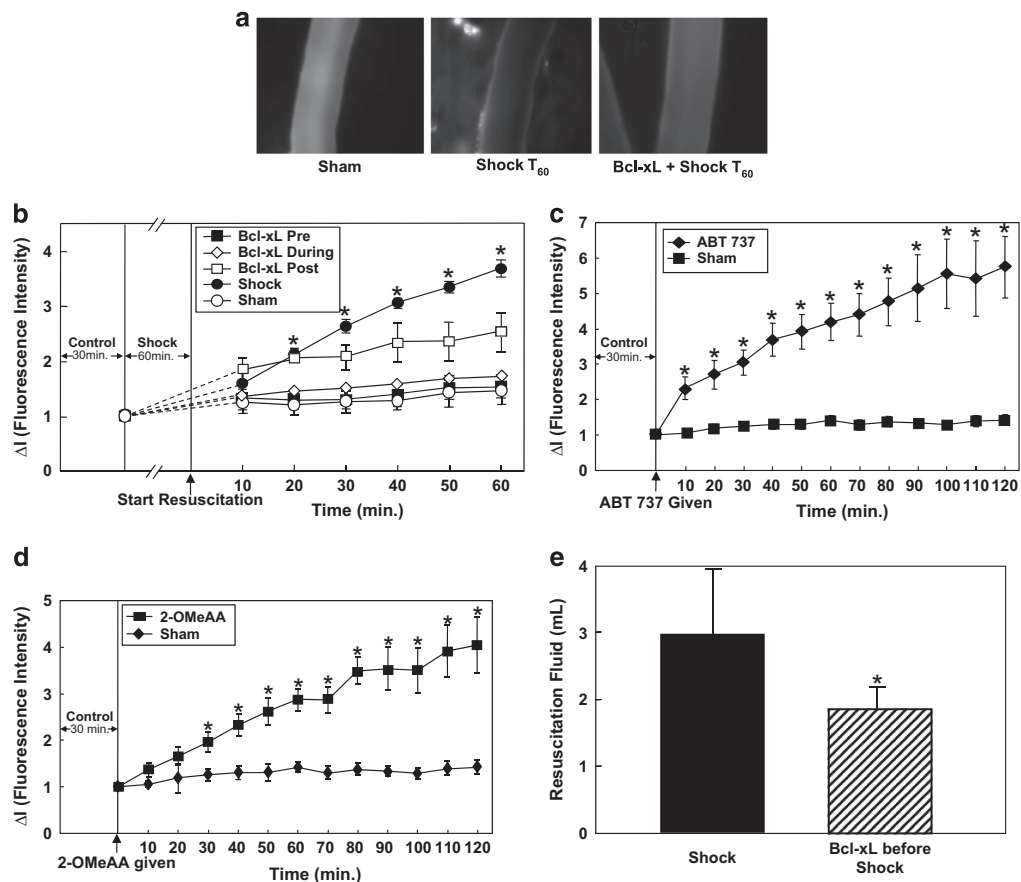 a
Sham
Shock T60
Bcl-xL + Shock T60
b
ΔI (Fluorescence Intensity)
4
3
2
1
0
Control
30min.
Shock
60min.
Bcl-xL Pre
Bcl-xL During
Bcl-xL Post
Shock
Sham
* * * * *
10 20 30 40 50 60
Start Resuscitation
Time (min.)
c
ΔI (Fluorescence Intensity)
7
6
5
4
3
2
1
0
ABT 737
Sham
Control
30min.
* * * * * * * * * * * *
10 20 30 40 50 60 70 80 90 100 110 120
ABT 737 Given
Time (min.)
d
ΔI (Fluorescence Intensity)
5
4
3
2
1
0
2-OMeAA
Sham
Control
30 min.
* * * * * * * * * *
10 20 30 40 50 60 70 80 90 100 110 120
2-OMeAA given
Time (min.)
e
Resuscitation Fluid (mL)
4
3
2
1
0
*
Shock
Bcl-xL before
Shock